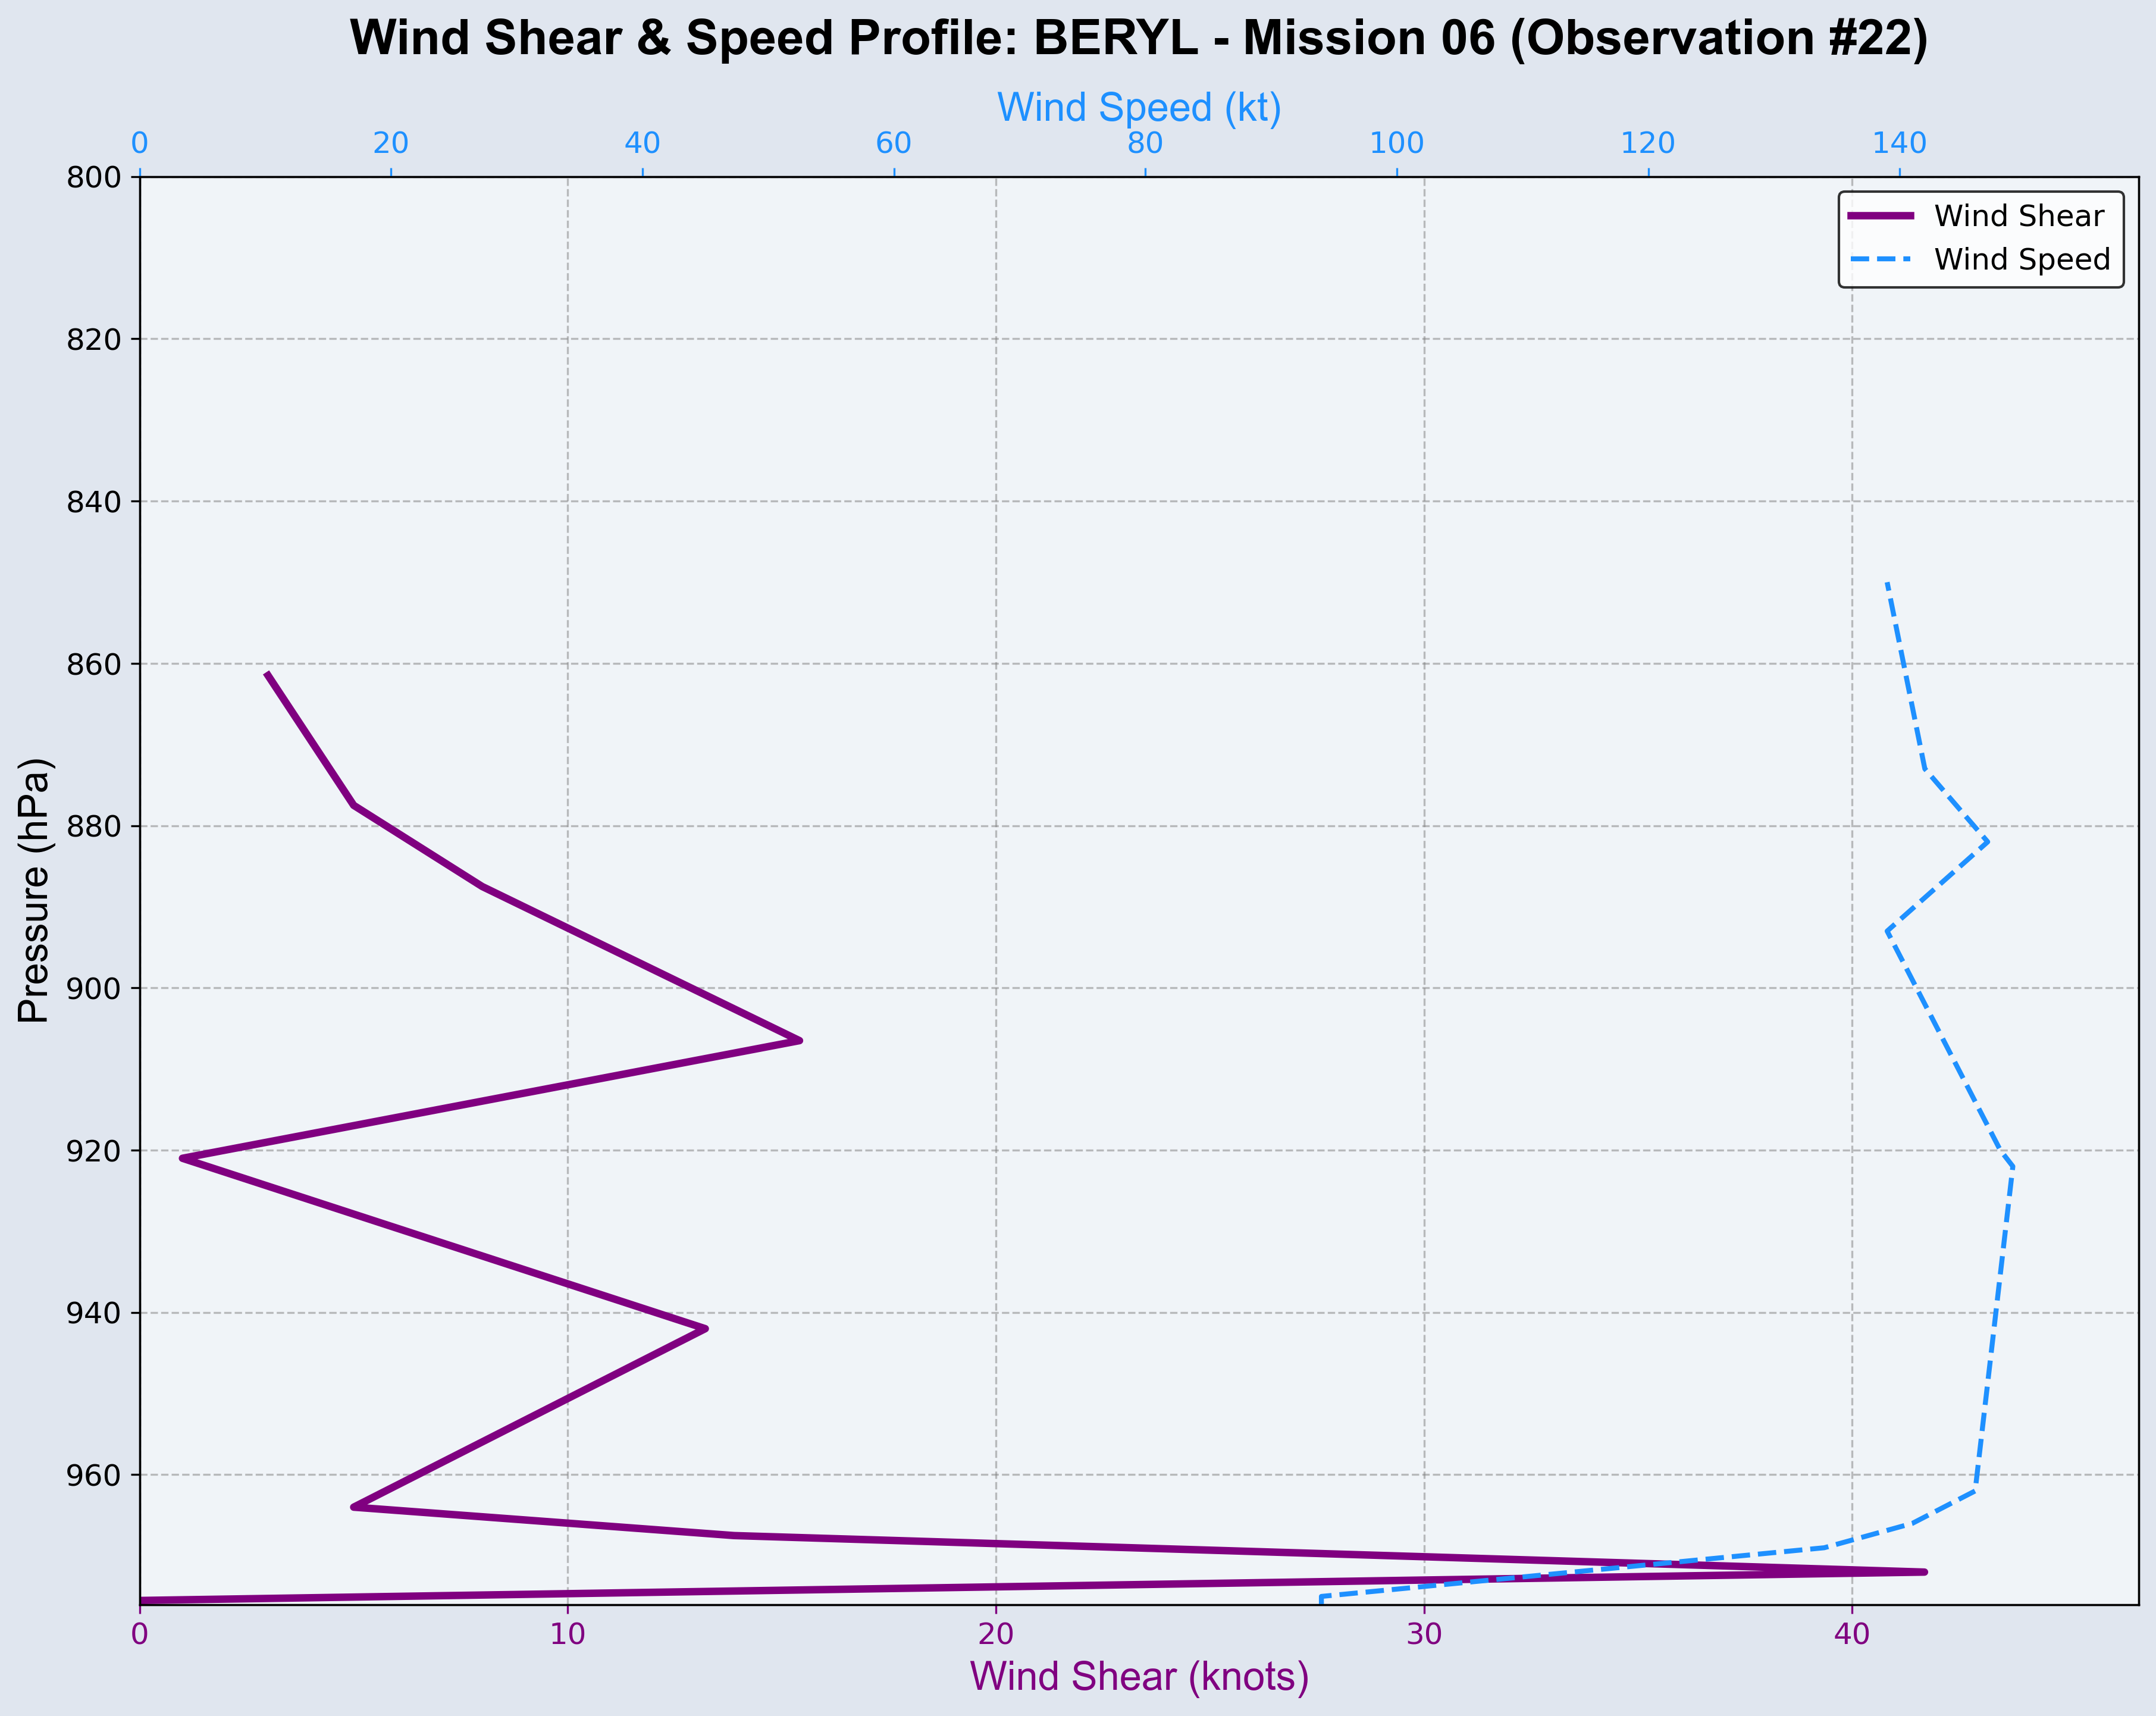 Wind Shear & Speed Profile: BERYL - Mission 06 (Observation #22)
Wind Speed (kt)
0 20 40 60 80 100 120 140
Wind Shear
Wind Speed
Pressure (hPa)
800
820
840
860
880
900
920
940
960
0 10 20 30 40
Wind Shear (knots)